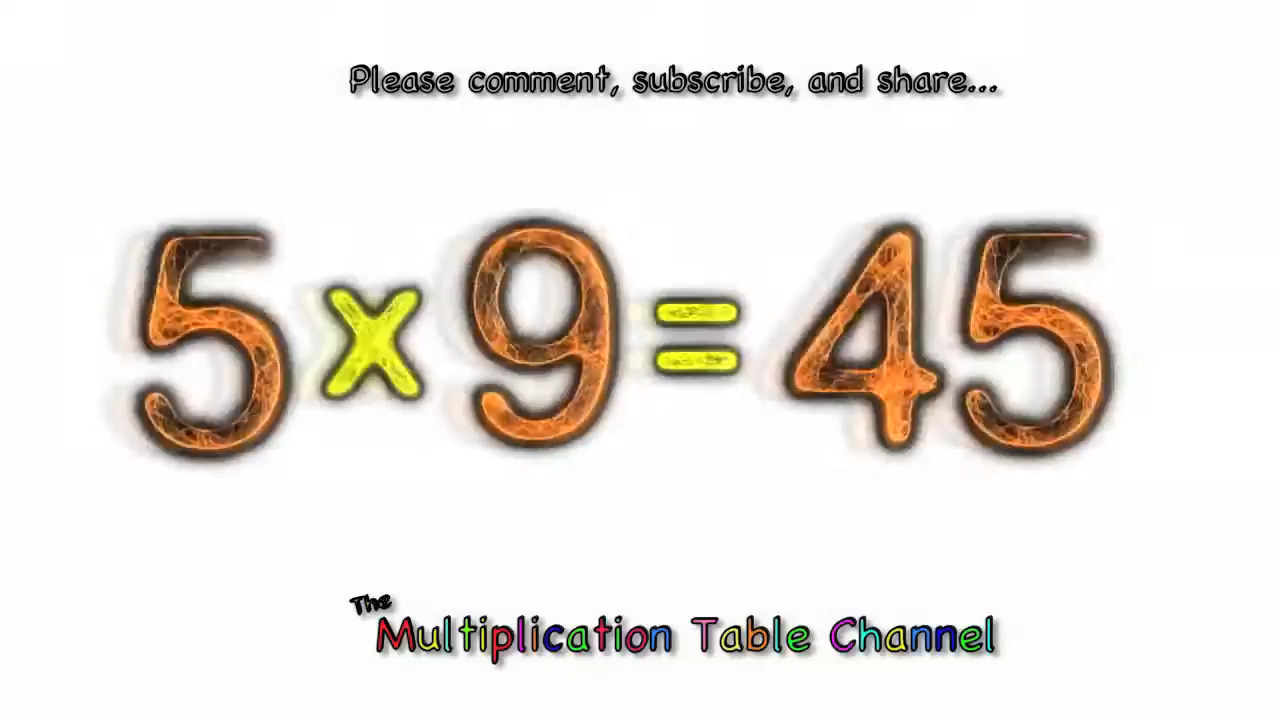 Please comment, subscribe, and share...
5x9=45
The
Multiplication Table Channel